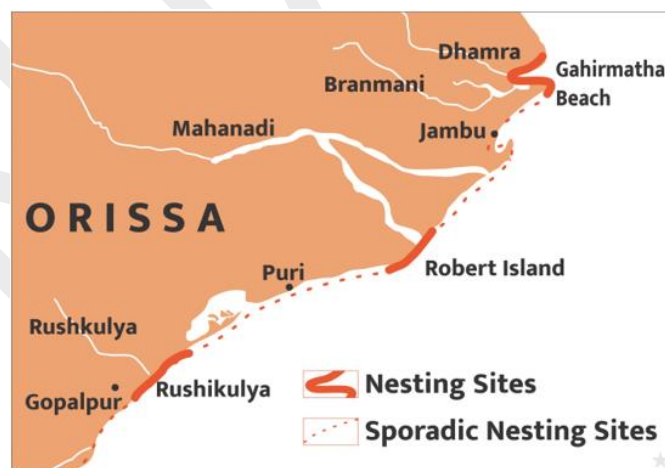 Dhamra
Gahirmatha
Beach
Branmani
Mahanadi
Jambu
ORISSA
Robert Island
Puri
Rushkulya
Rushikulya
Gopalpur
Nesting Sites
Sporadic Nesting Sites